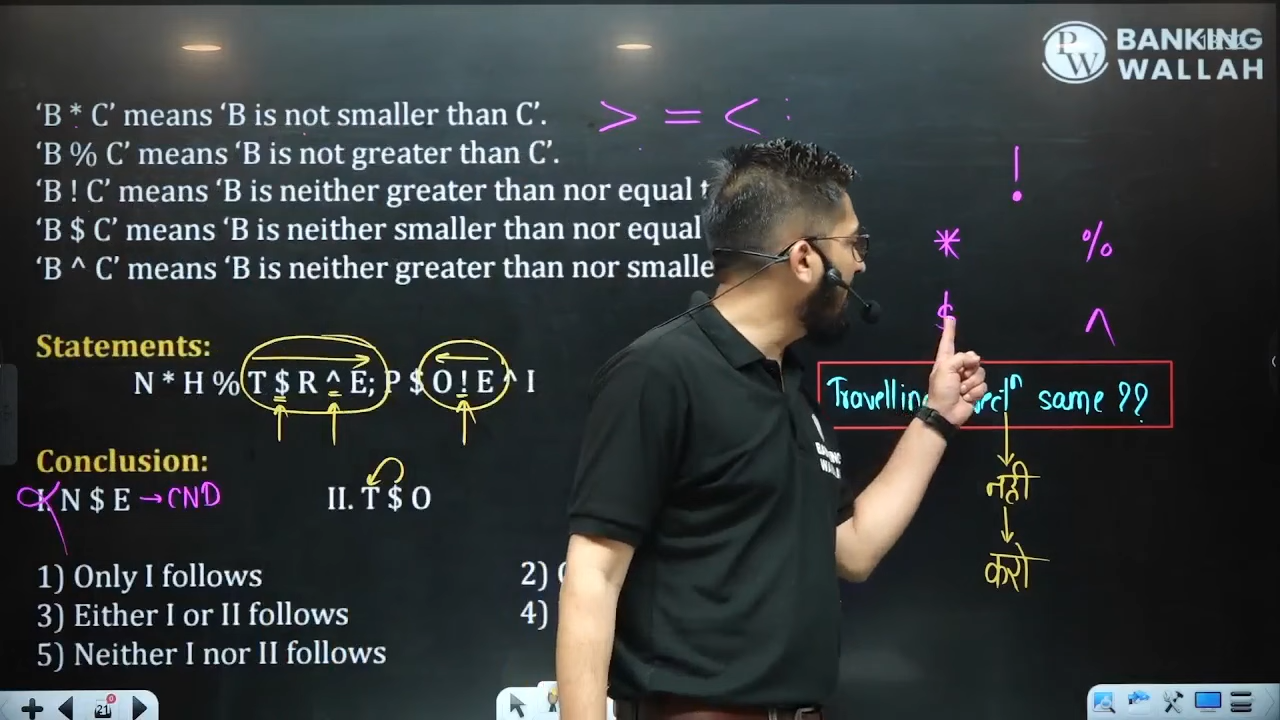 PW BANKING
WALLAH
'B * C' means 'B is not smaller than C'. > = <
'B % C' means 'B is not greater than C'.
'B ! C' means 'B is neither greater than nor equal
'B $ C' means 'B is neither smaller than nor equal
'B ^ C' means 'B is neither greater than nor smalle
!
* %
$ ^
Statements:
N * H % T $ R ^ E; P $ O ! E ^ I
Travelling same ??
नही
करो
Conclusion:
I. N $ E → CND II. T $ O
1) Only I follows 2)
3) Either I or II follows 4)
5) Neither I nor II follows
21